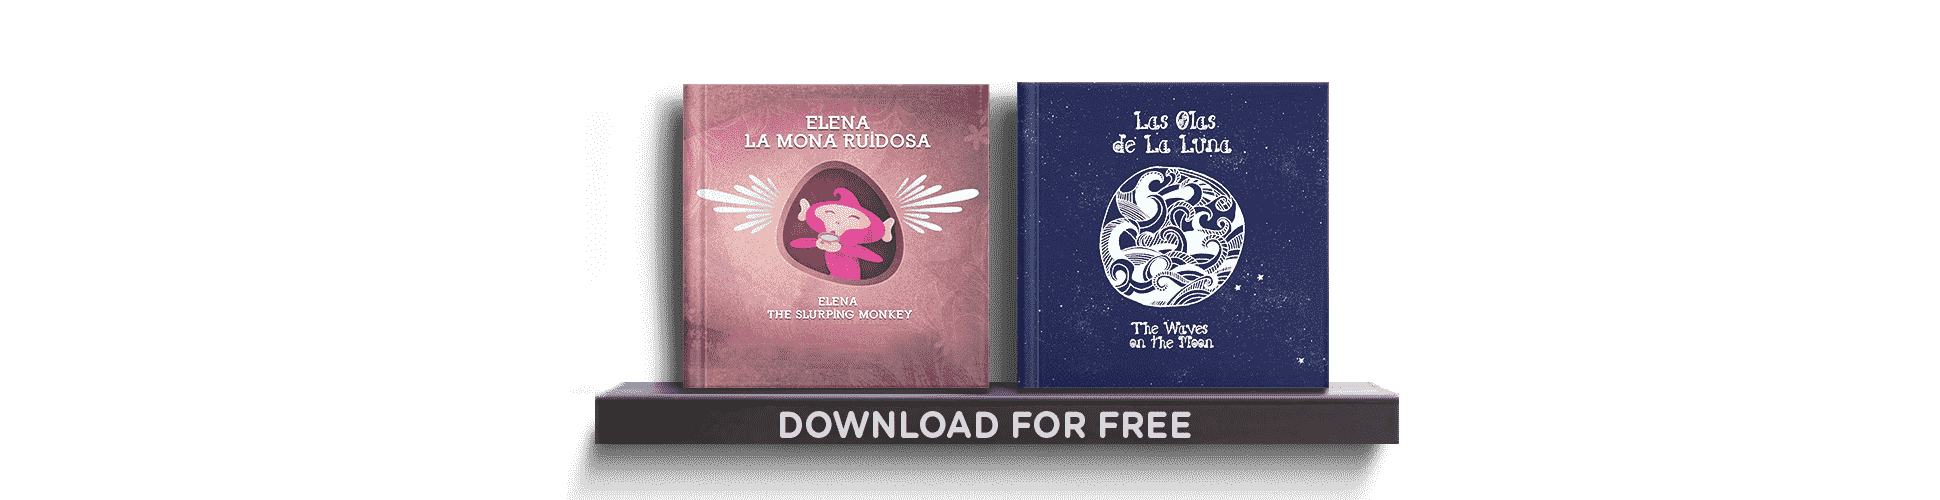 ELENA
LA MONA RUIDOSA
ELENA
THE SLURPING MONKEY
Las Olas
de La Luna
The Waves
on the Moon
DOWNLOAD FOR FREE